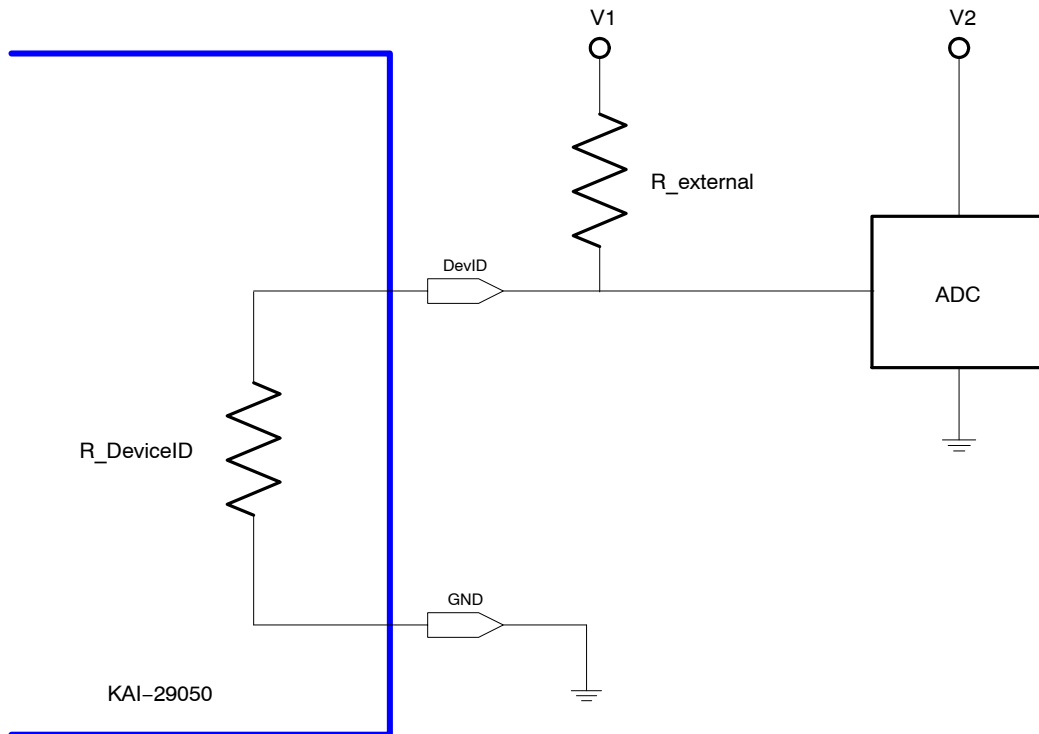 V1
V2
R_external
DevID
ADC
R_DeviceID
GND
KAI−29050